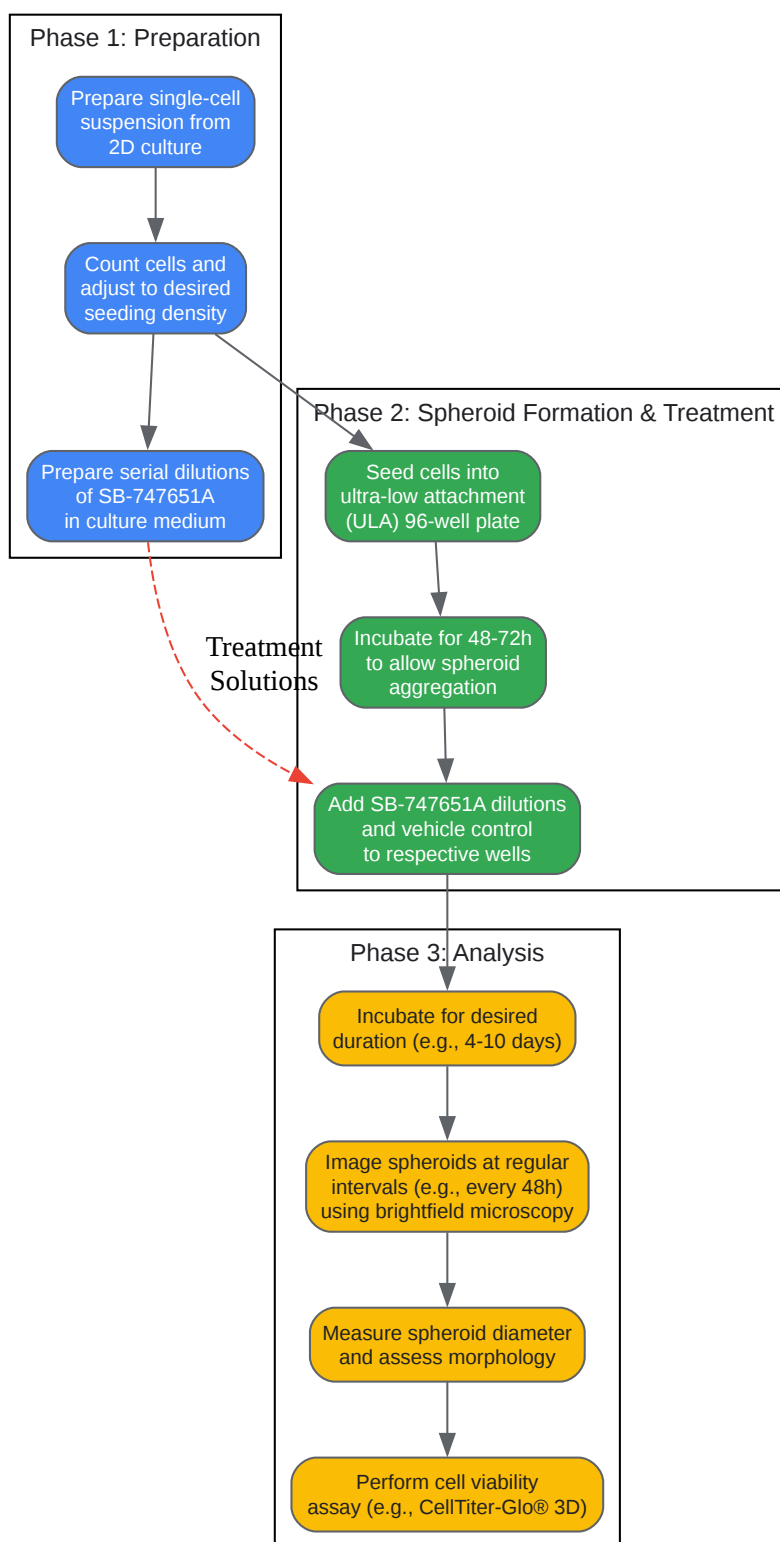 Phase 1: Preparation
Prepare single-cell
suspension from
2D culture
Count cells and
adjust to desired
seeding density
Prepare serial dilutions
of SB-747651A
in culture medium
Treatment
Solutions
Phase 2: Spheroid Formation & Treatment
Seed cells into
ultra-low attachment
(ULA) 96-well plate
Incubate for 48-72h
to allow spheroid
aggregation
Add SB-747651A dilutions
and vehicle control
to respective wells
Phase 3: Analysis
Incubate for desired
duration (e.g., 4-10 days)
Image spheroids at regular
intervals (e.g., every 48h)
using brightfield microscopy
Measure spheroid diameter
and assess morphology
Perform cell viability
assay (e.g., CellTiter-Glo® 3D)